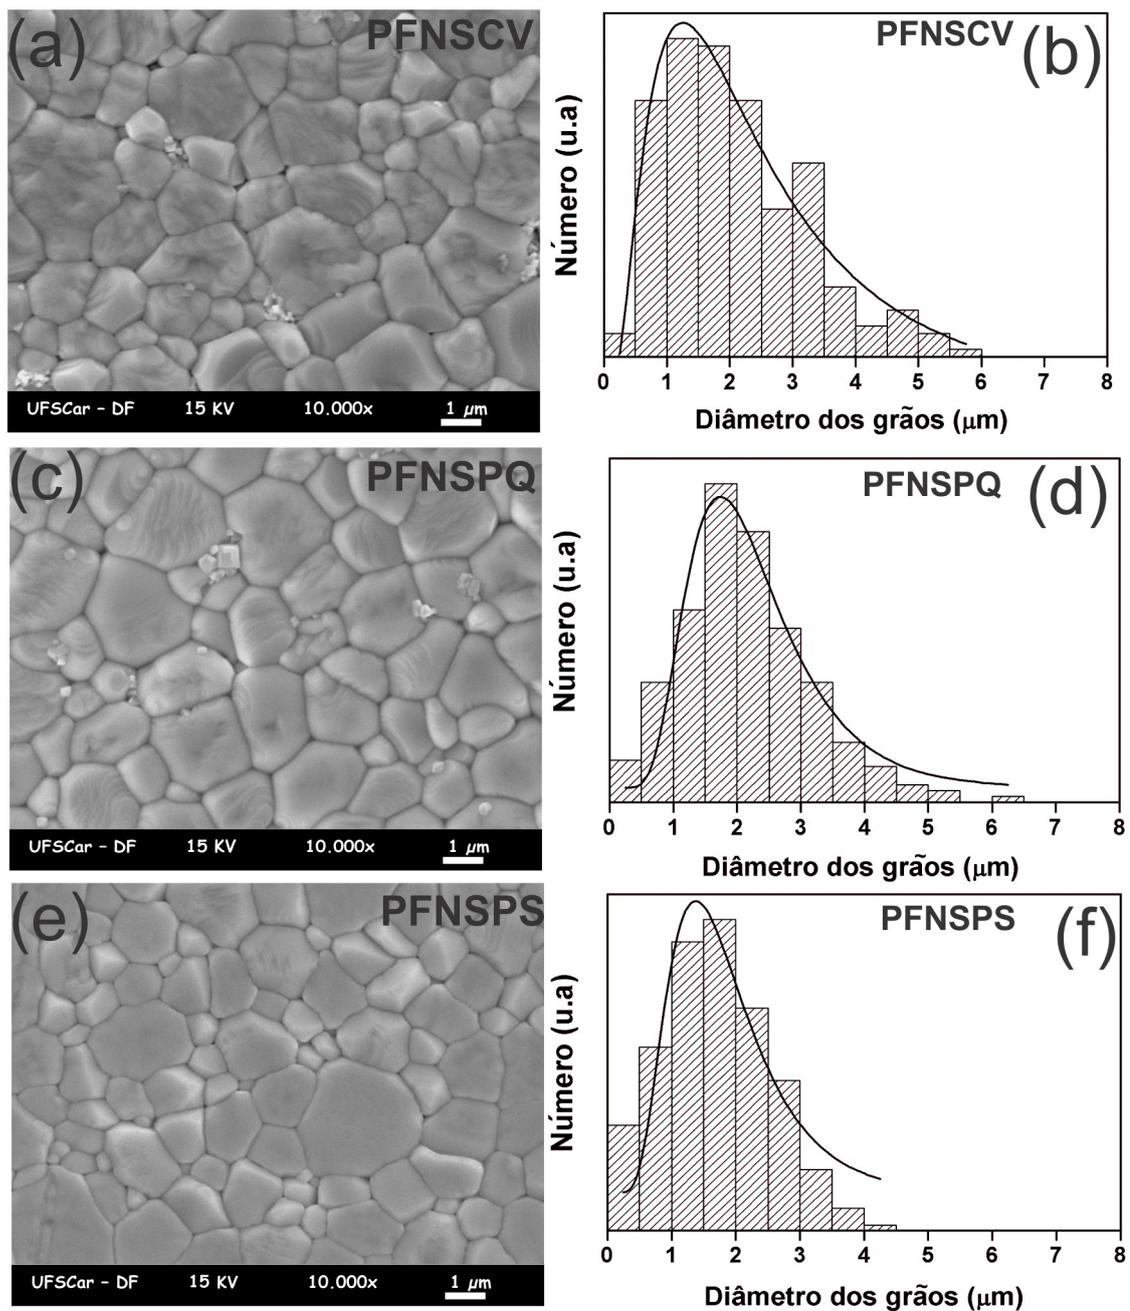 (a) PFNSCV
UFSCar – DF 15 KV 10.000x 1 µm
PFNSCV (b)
Número (u.a)
0 1 2 3 4 5 6 7 8
Diâmetro dos grãos (µm)
(c) PFNSPQ
UFSCar – DF 15 KV 10.000x 1 µm
PFNSPQ (d)
Número (u.a)
0 1 2 3 4 5 6 7 8
Diâmetro dos grãos (µm)
(e) PFNSPS
UFSCar – DF 15 KV 10.000x 1 µm
PFNSPS (f)
Número (u.a)
0 1 2 3 4 5 6 7 8
Diâmetro dos grãos (µm)